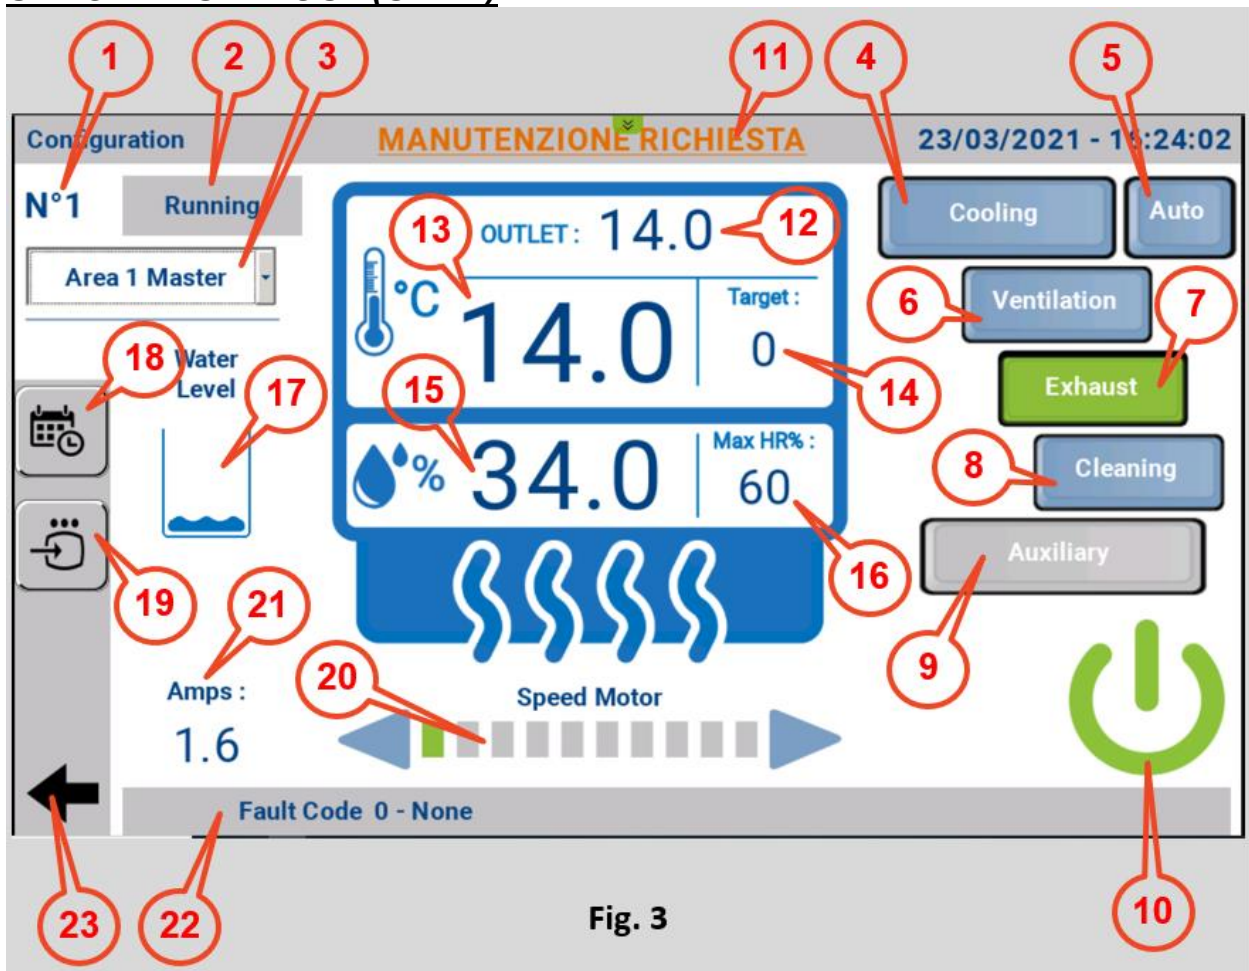 1 2 3 11 4 5
Configuration MANUTENZIONE RICHIESTA 23/03/2021 - 16:24:02
N°1 Running Cooling Auto
Area 1 Master
13 OUTLET : 14.0 12
°C 14.0 Target :
0
14
6 Ventilation 7
18 Water
Level
17
Exhaust
15 % 34.0 Max HR% :
60
16
8 Cleaning
Auxiliary
19 21
9
Amps :
1.6
20 Speed Motor
Fault Code 0 - None
23 22 Fig. 3 10